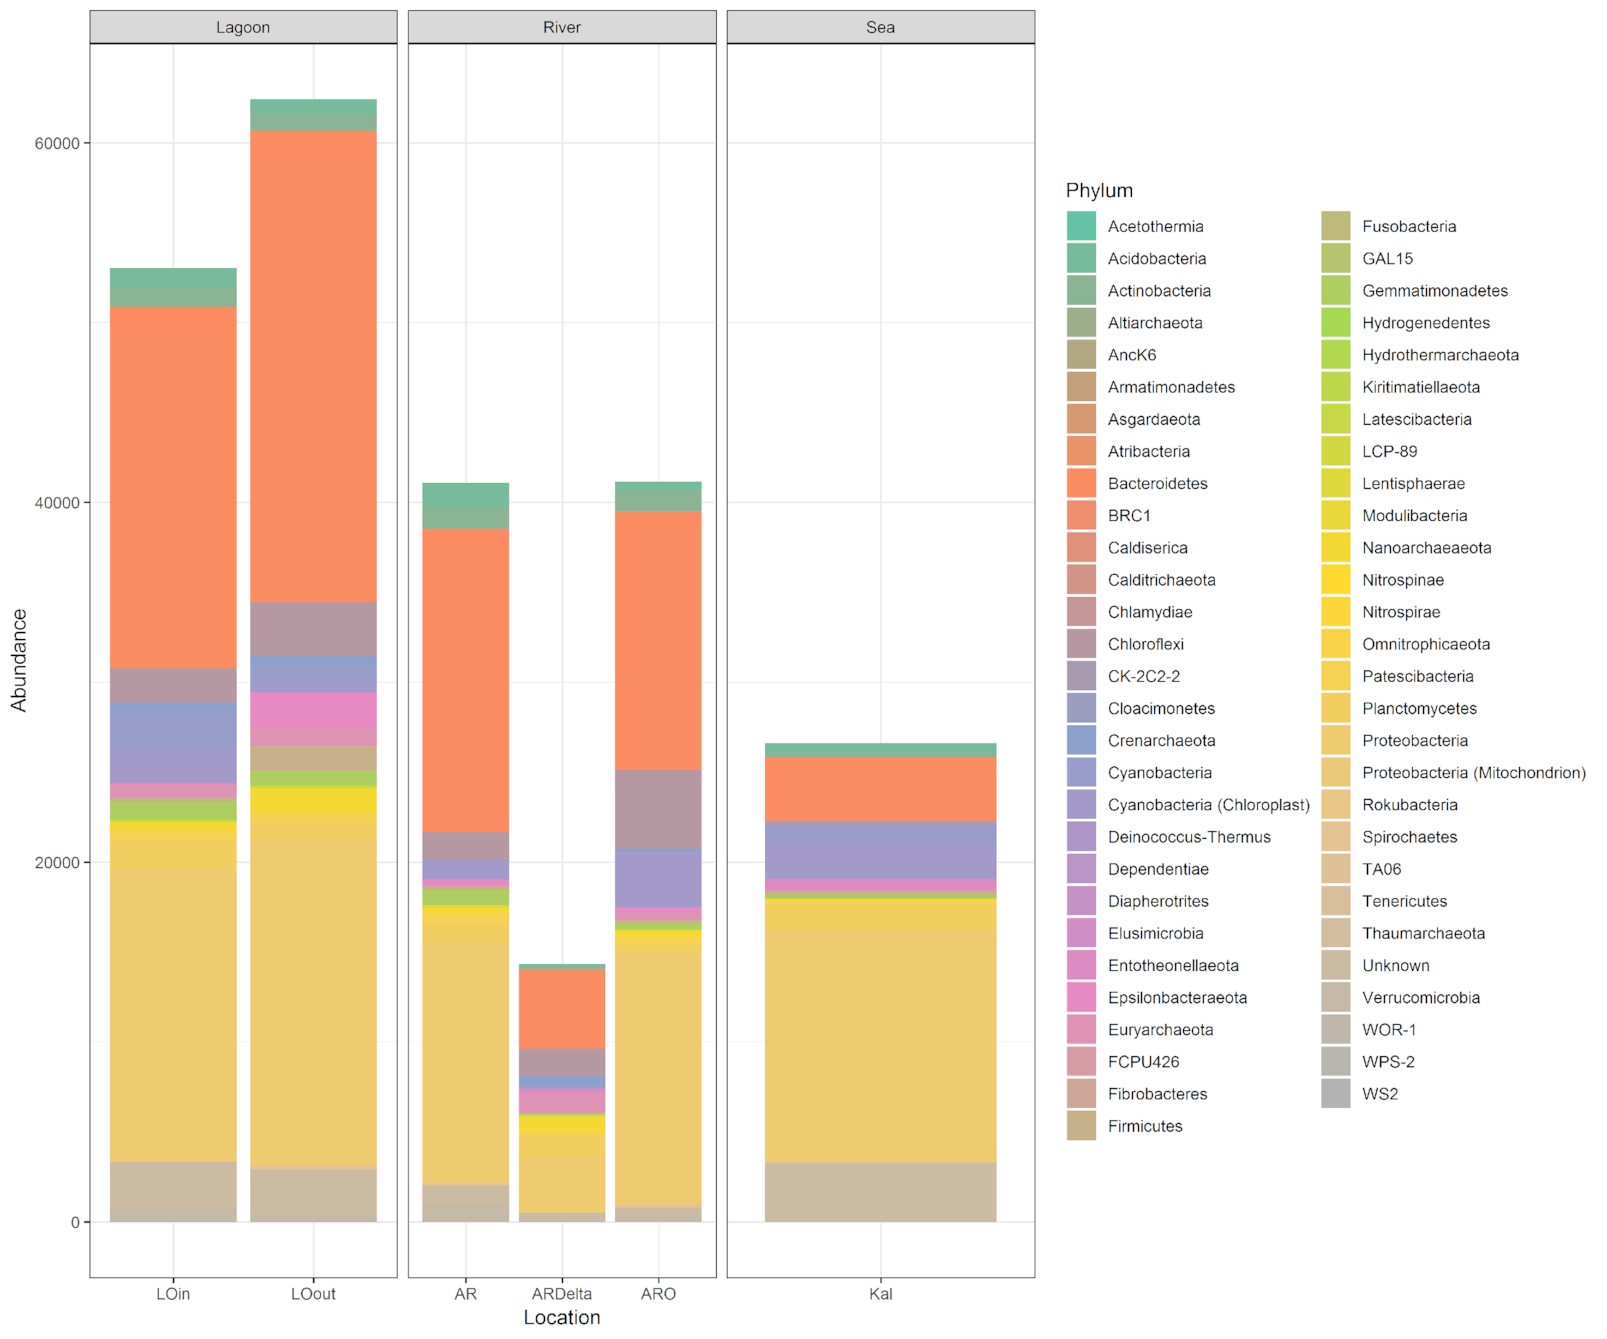 Lagoon
River
Sea
60000
40000
20000
0
Abundance
LOin
LOout
AR
ARDelta
ARO
Kal
Location
Phylum
Acetothermia
Acidobacteria
Actinobacteria
Altiarchaeota
AncK6
Armatimonadetes
Asgardaeota
Atribacteria
Bacteroidetes
BRC1
Caldiserica
Calditrichaeota
Chlamydiae
Chloroflexi
CK-2C2-2
Cloacimonetes
Crenarchaeota
Cyanobacteria
Cyanobacteria (Chloroplast)
Deinococcus-Thermus
Dependentiae
Diapherotrites
Elusimicrobia
Entotheonellaeota
Epsilonbacteraeota
Euryarchaeota
FCPU426
Fibrobacteres
Firmicutes
Fusobacteria
GAL15
Gemmatimonadetes
Hydrogenedentes
Hydrothermarchaeota
Kiritimatiellaeota
Latescibacteria
LCP-89
Lentisphaerae
Modulibacteria
Nanoarchaeaeota
Nitrospinae
Nitrospirae
Omnitrophicaeota
Patescibacteria
Planctomycetes
Proteobacteria
Proteobacteria (Mitochondrion)
Rokubacteria
Spirochaetes
TA06
Tenericutes
Thaumarchaeota
Unknown
Verrucomicrobia
WOR-1
WPS-2
WS2